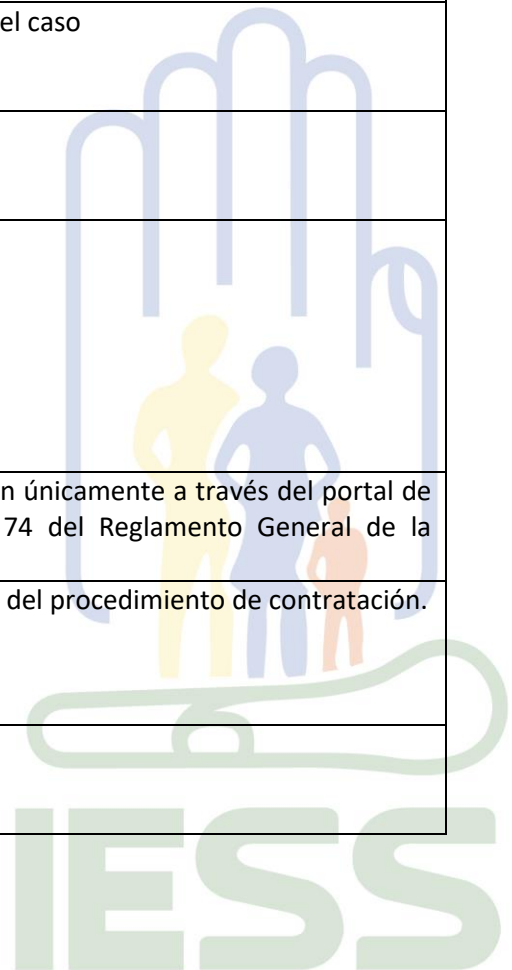 el caso
n únicamente a través del portal de
74 del Reglamento General de la
del procedimiento de contratación.
IESS